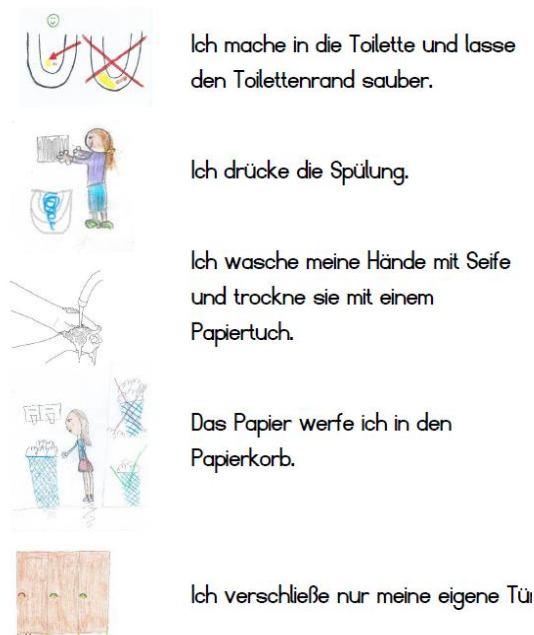 Ich mache in die Toilette und lasse
den Toilettenrand sauber.
Ich drücke die Spülung.
Ich wasche meine Hände mit Seife
und trockne sie mit einem
Papiertuch.
Das Papier werfe ich in den
Papierkorb.
Ich verschließe nur meine eigene